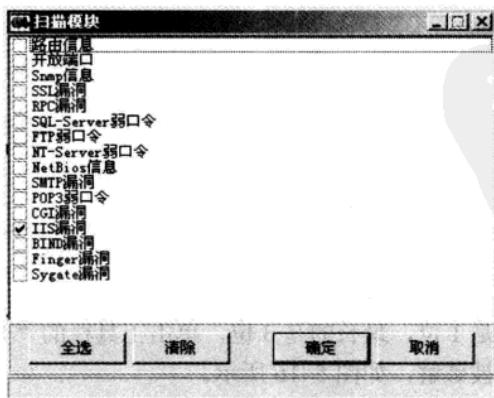 扫描模块
路由信息
开放端口
Snmp信息
SSL漏洞
RPC漏洞
SQL-Server弱口令
FTP弱口令
NT-Server弱口令
NetBios信息
SMTP漏洞
POP3弱口令
CGI漏洞
IIS漏洞
BIND漏洞
Finger漏洞
Sygate漏洞
全选 清除 确定 取消